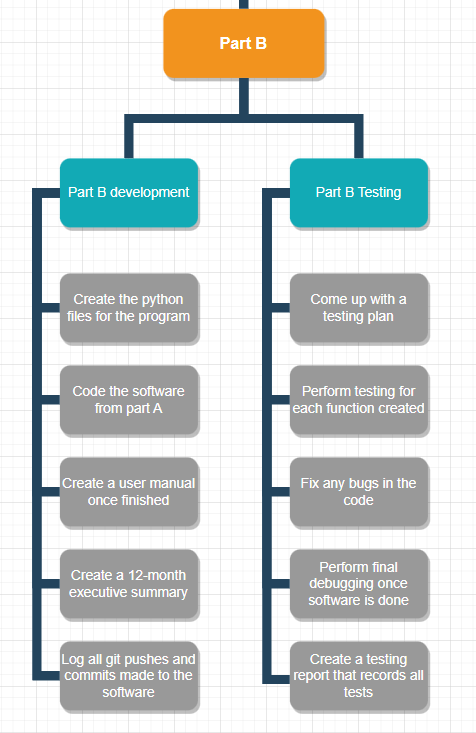 Part B
Part B development
Create the python
files for the program
Code the software
from part A
Create a user manual
once finished
Create a 12-month
executive summary
Log all git pushes and
commits made to the
software
Part B Testing
Come up with a
testing plan
Perform testing for
each function created
Fix any bugs in the
code
Perform final
debugging once
software is done
Create a testing
report that records all
tests